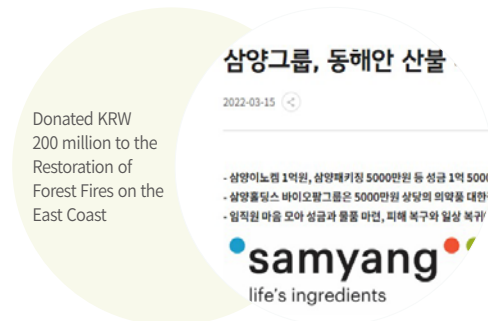 Donated KRW
200 million to the
Restoration of
Forest Fires on the
East Coast
삼양그룹, 동해안 산불
2022-03-15
- 삼양이노켐 1억원, 삼양패키징 5000만원 등 성금 1억 5000
- 삼양홀딩스 바이오팜그룹은 5000만원 상당의 의약품 대한
- 임직원 마음 모아 성금과 물품 마련, 피해 복구와 일상 복귀
samyang
life's ingredients